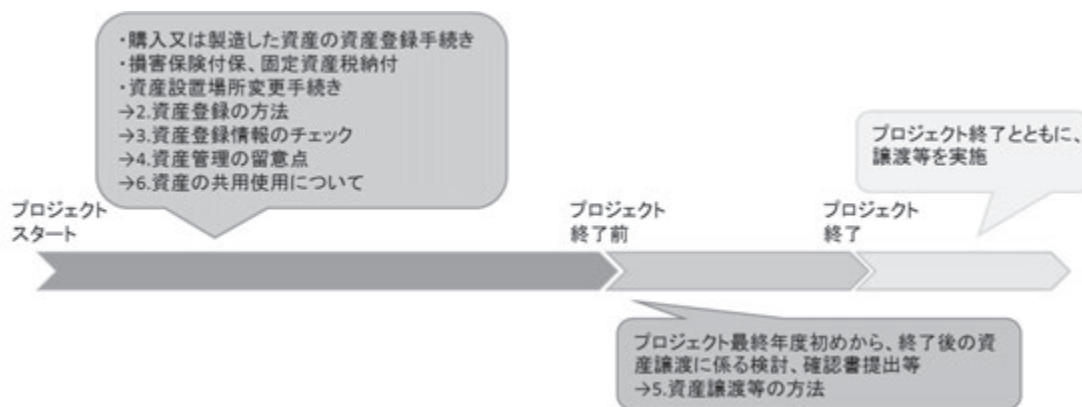 ・購入又は製造した資産の資産登録手続き
・損害保険付保、固定資産税納付
・資産設置場所変更手続き
→2.資産登録の方法
→3.資産登録情報のチェック
→4.資産管理の留意点
→6.資産の共用使用について
プロジェクト終了とともに、
譲渡等を実施
プロジェクト
スタート
プロジェクト
終了前
プロジェクト
終了
プロジェクト最終年度初めから、終了後の資
産譲渡に係る検討、確認書提出等
→5.資産譲渡等の方法